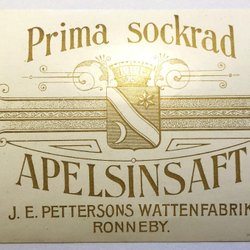 Prima sockrad
APELSINSAFT
J. E. PETTERSONS WATTENFABRIK
RONNEBY.